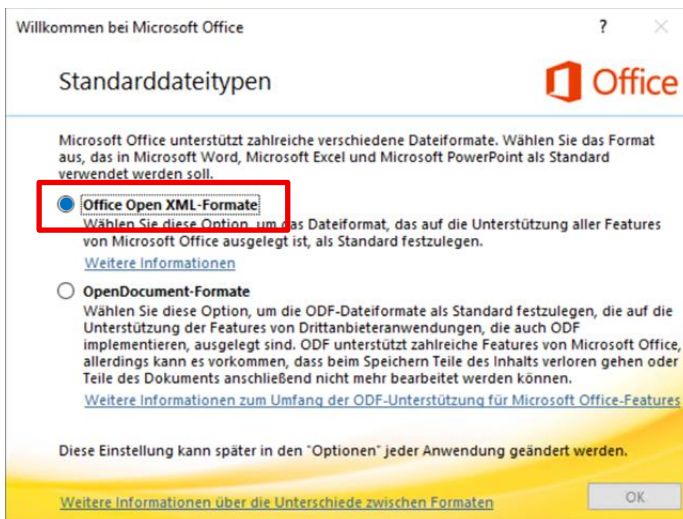 Willkommen bei Microsoft Office
?
Standarddateitypen
Office
Microsoft Office unterstützt zahlreiche verschiedene Dateiformate. Wählen Sie das Format
aus, das in Microsoft Word, Microsoft Excel und Microsoft PowerPoint als Standard
verwendet werden soll.
Office Open XML-Formate
Wählen Sie diese Option, um das Dateiformat, das auf die Unterstützung aller Features
von Microsoft Office ausgelegt ist, als Standard festzulegen.
Weitere Informationen
OpenDocument-Formate
Wählen Sie diese Option, um die ODF-Dateiformate als Standard festzulegen, die auf die
Unterstützung der Features von Drittanbieteranwendungen, die auch ODF
implementieren, ausgelegt sind. ODF unterstützt zahlreiche Features von Microsoft Office,
allerdings kann es vorkommen, dass beim Speichern Teile des Inhalts verloren gehen oder
Teile des Dokuments anschließend nicht mehr bearbeitet werden können.
Weitere Informationen zum Umfang der ODF-Unterstützung für Microsoft Office-Features
Diese Einstellung kann später in den "Optionen" jeder Anwendung geändert werden.
Weitere Informationen über die Unterschiede zwischen Formaten
OK